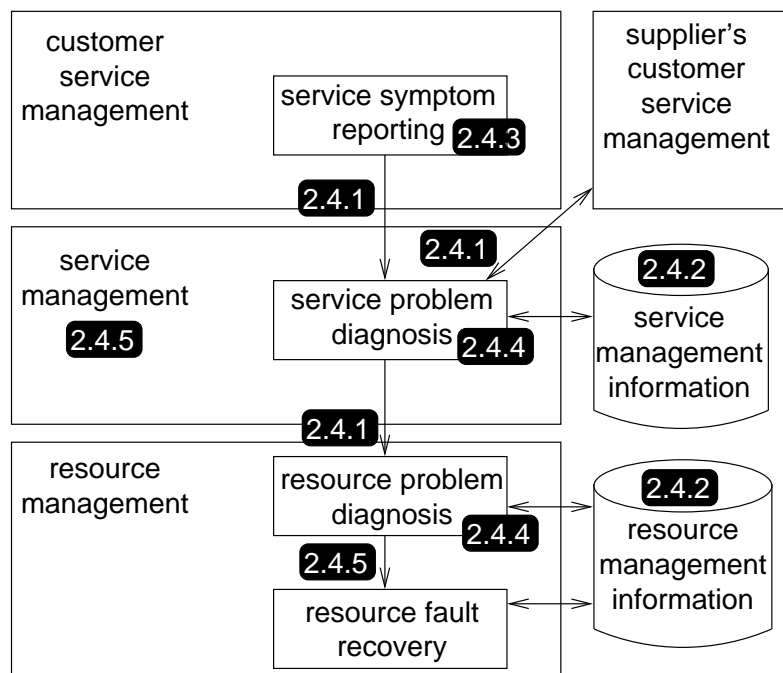 customer
service
management
service symptom
reporting
2.4.3
supplier's
customer
service
management
2.4.1
2.4.1
service
management
2.4.5
service problem
diagnosis
2.4.4
2.4.2
service
management
information
2.4.1
resource
management
resource problem
diagnosis
2.4.4
2.4.2
resource
management
information
2.4.5
resource fault
recovery